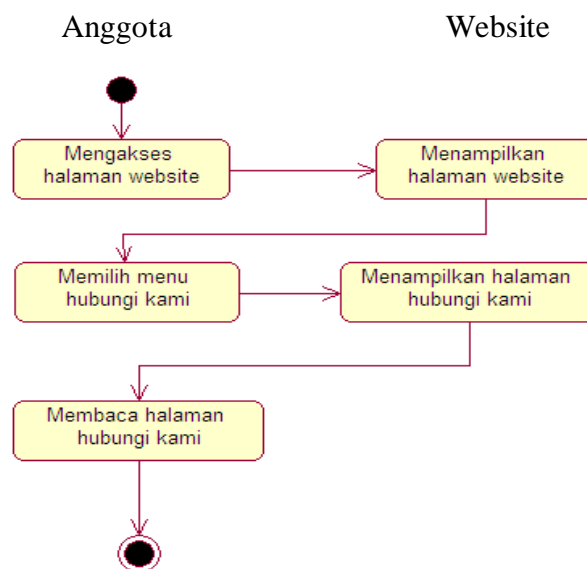 Anggota
Website
Mengakses
halaman website
Menampilkan
halaman website
Memilih menu
hubungi kami
Menampilkan halaman
hubungi kami
Membaca halaman
hubungi kami